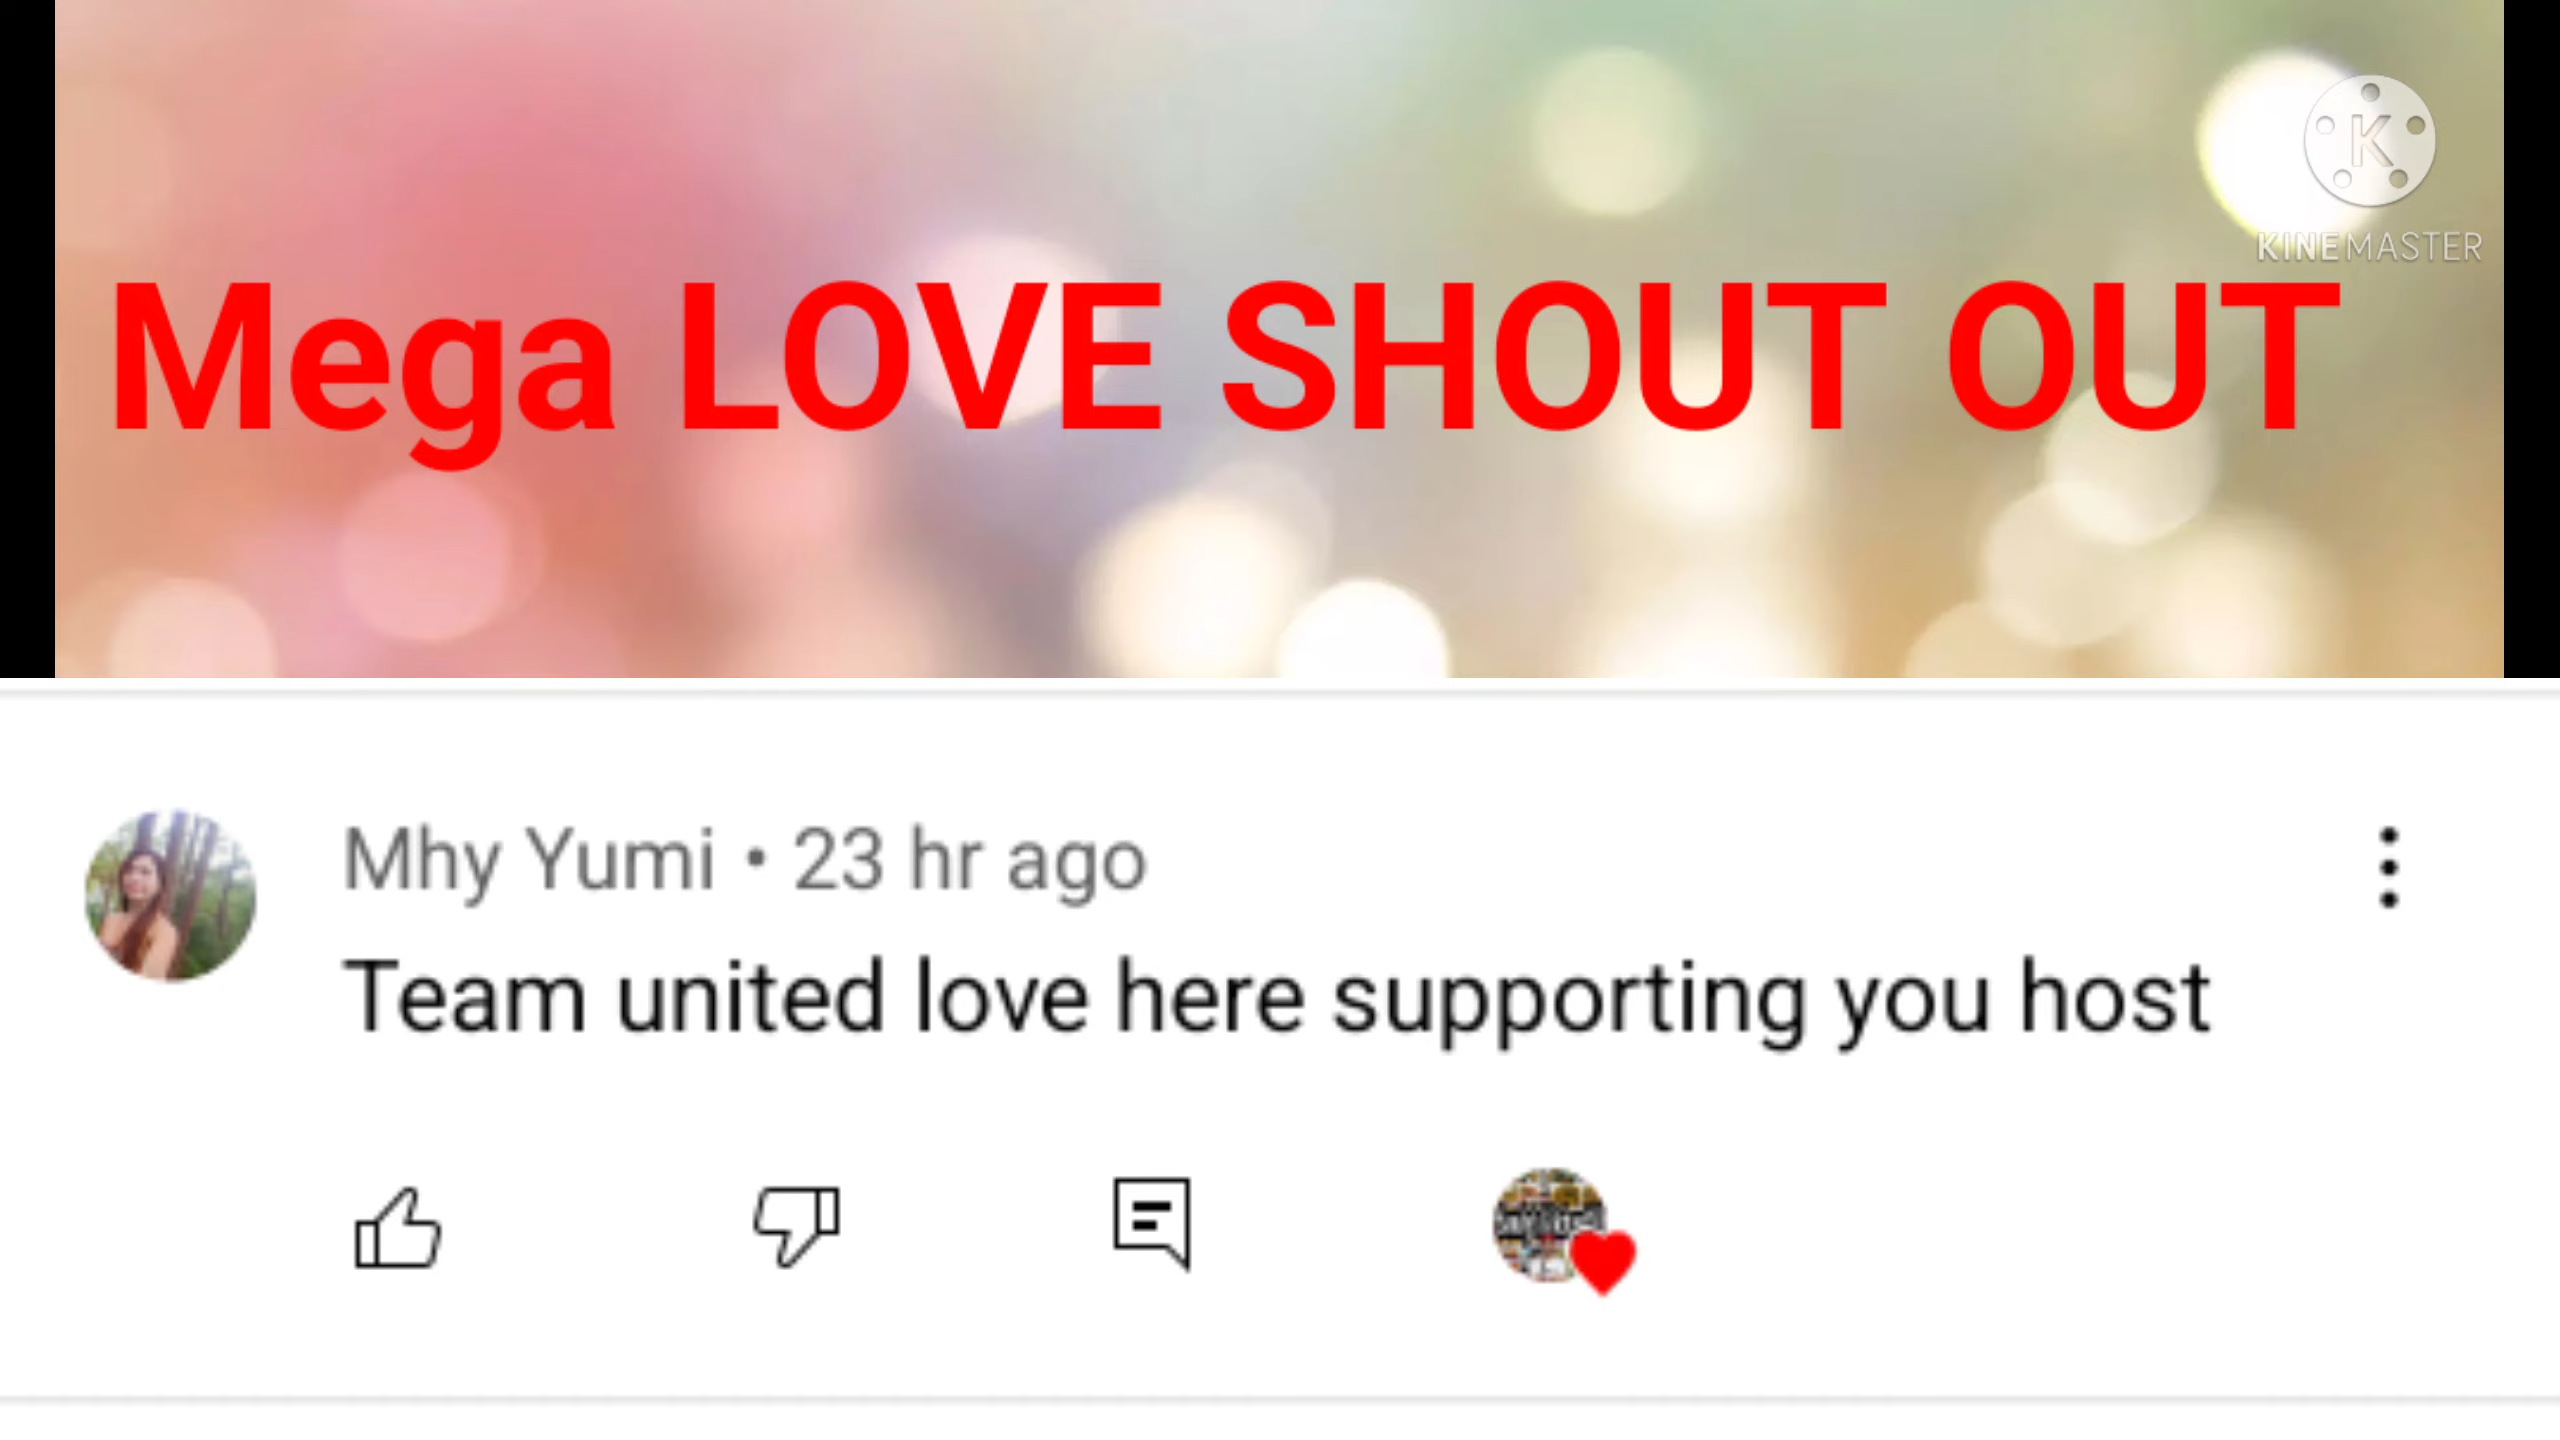 K
KINEMASTER
Mega LOVE SHOUT OUT
Mhy Yumi • 23 hr ago
Team united love here supporting you host